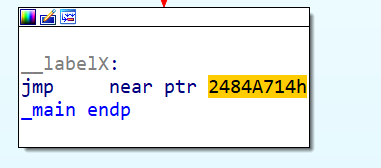 __labelX:
jmp     near ptr 2484A714h
_main endp